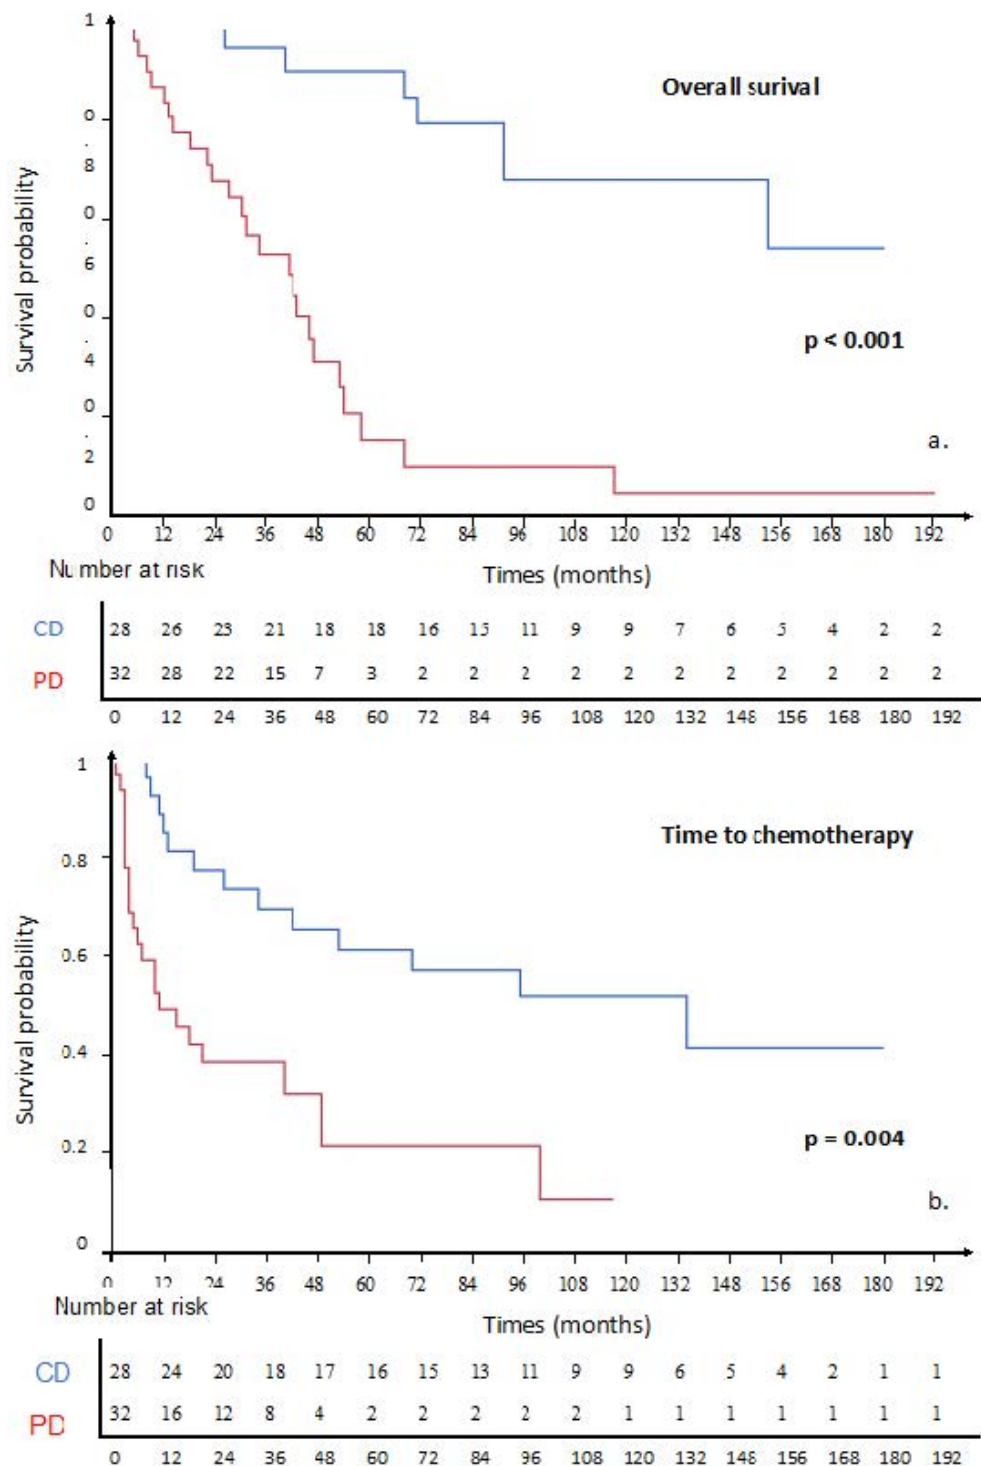 1
Overall surival
0.8
0.6
p < 0.001
0.4
a.
0.2
0
Survival probability
0 12 24 36 48 60 72 84 96 108 120 132 144 156 168 180 192
Number at risk
Times (months)
CD 28 26 23 21 18 18 16 15 11 9 9 7 6 5 4 2 2
PD 32 28 22 15 7 3 2 2 2 2 2 2 2 2 2 2 2
0 12 24 36 48 60 72 84 96 108 120 132 148 156 168 180 192
1
Time to chemotherapy
0.8
0.6
0.4
p = 0.004
0.2
b.
0
Survival probability
0 12 24 36 48 60 72 84 96 108 120 132 148 156 168 180 192
Number at risk
Times (months)
CD 28 24 20 18 17 16 15 13 11 9 9 6 5 4 2 1 1
PD 32 16 12 8 4 2 2 2 2 2 1 1 1 1 1 1 1
0 12 24 36 48 60 72 84 96 108 120 132 148 156 168 180 192